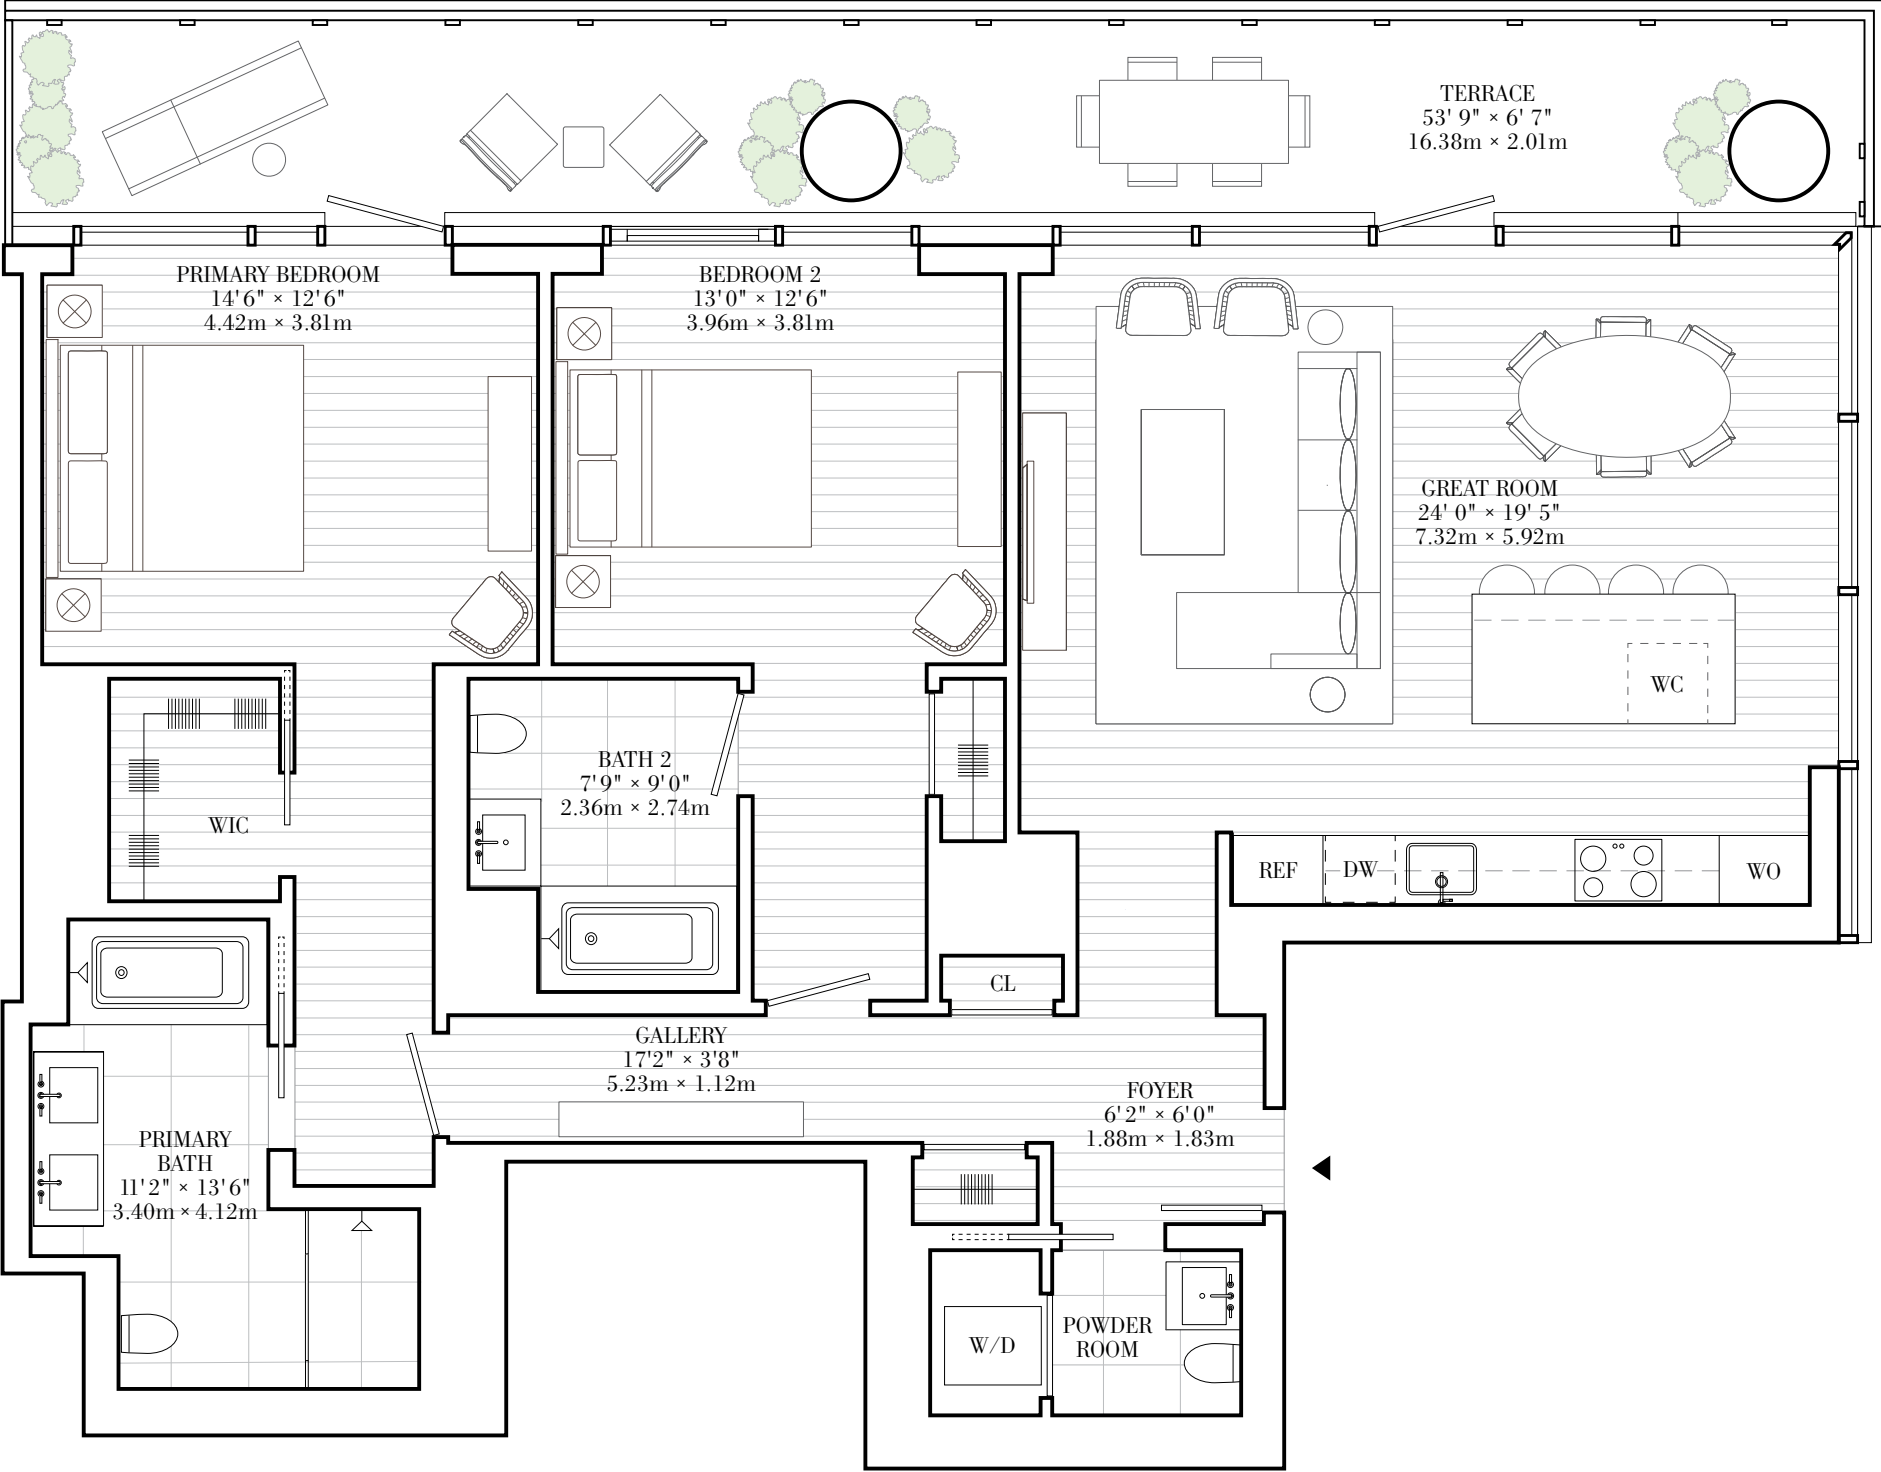 TERRACE
53' 9" × 6' 7"
16.38m × 2.01m
PRIMARY BEDROOM
14'6" × 12'6"
4.42m × 3.81m
BEDROOM 2
13'0" × 12'6"
3.96m × 3.81m
GREAT ROOM
24' 0" × 19' 5"
7.32m × 5.92m
WC
BATH 2
7'9" × 9'0"
2.36m × 2.74m
WIC
REF
DW
WO
CL
GALLERY
17'2" × 3'8"
5.23m × 1.12m
FOYER
6'2" × 6'0"
1.88m × 1.83m
PRIMARY
BATH
11'2" × 13'6"
3.40m × 4.12m
W/D
POWDER
ROOM